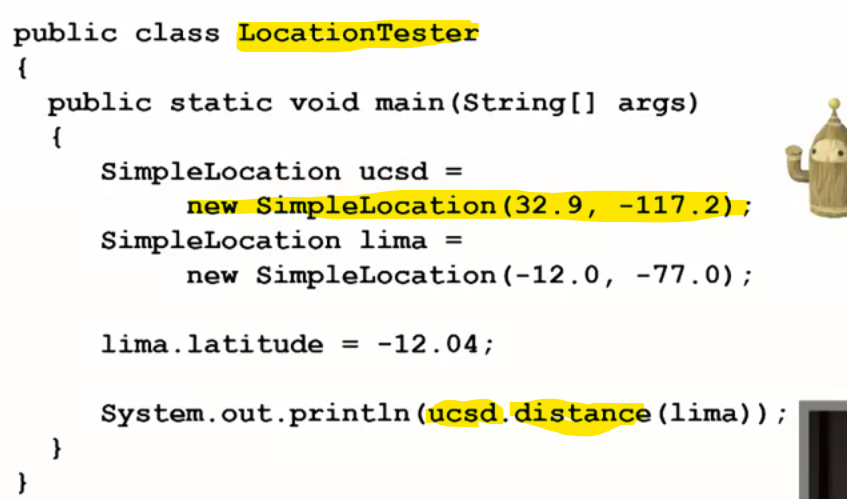 public class LocationTester
{
public static void main(String[] args)
{
SimpleLocation ucsd =
new SimpleLocation(32.9, -117.2);
SimpleLocation lima =
new SimpleLocation(-12.0, -77.0);
lima.latitude = -12.04;
System.out.println(ucsd.distance(lima));
}
}